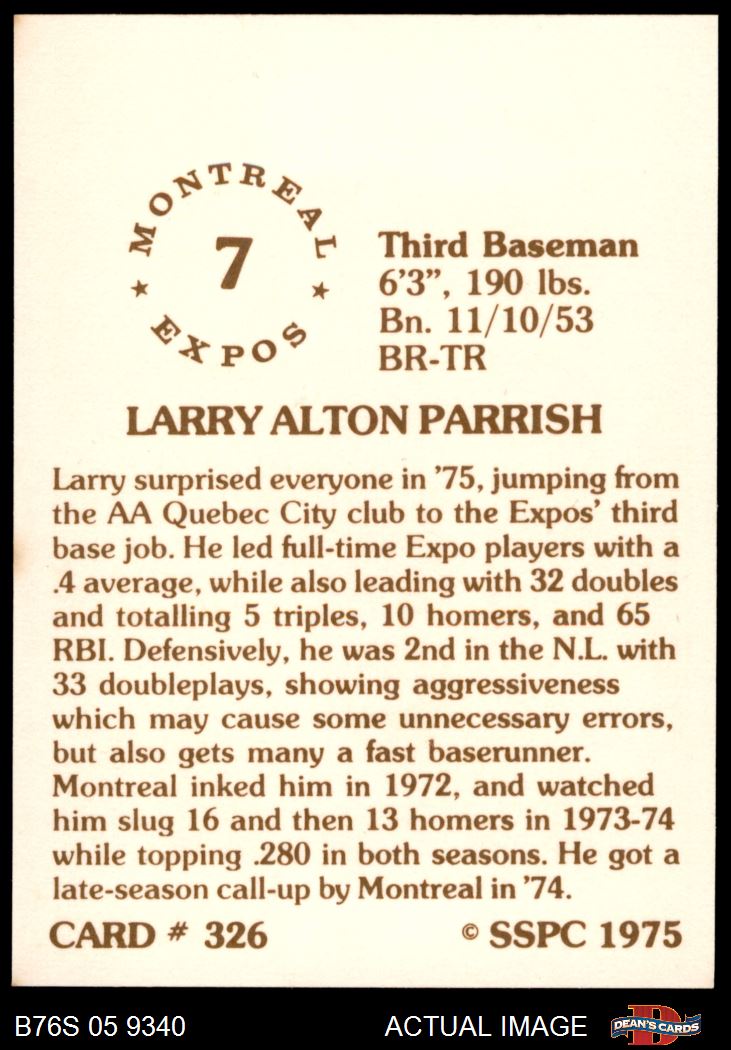 MONTREAL
7
EXPOS
Third Baseman
6'3", 190 lbs.
Bn. 11/10/53
BR-TR
LARRY ALTON PARRISH
Larry surprised everyone in '75, jumping from
the AA Quebec City club to the Expos' third
base job. He led full-time Expo players with a
.4 average, while also leading with 32 doubles
and totalling 5 triples, 10 homers, and 65
RBI. Defensively, he was 2nd in the N.L. with
33 doubleplays, showing aggressiveness
which may cause some unnecessary errors,
but also gets many a fast baserunner.
Montreal inked him in 1972, and watched
him slug 16 and then 13 homers in 1973-74
while topping .280 in both seasons. He got a
late-season call-up by Montreal in '74.
CARD # 326 © SSPC 1975
B76S 05 9340 ACTUAL IMAGE D DEAN'S CARDS